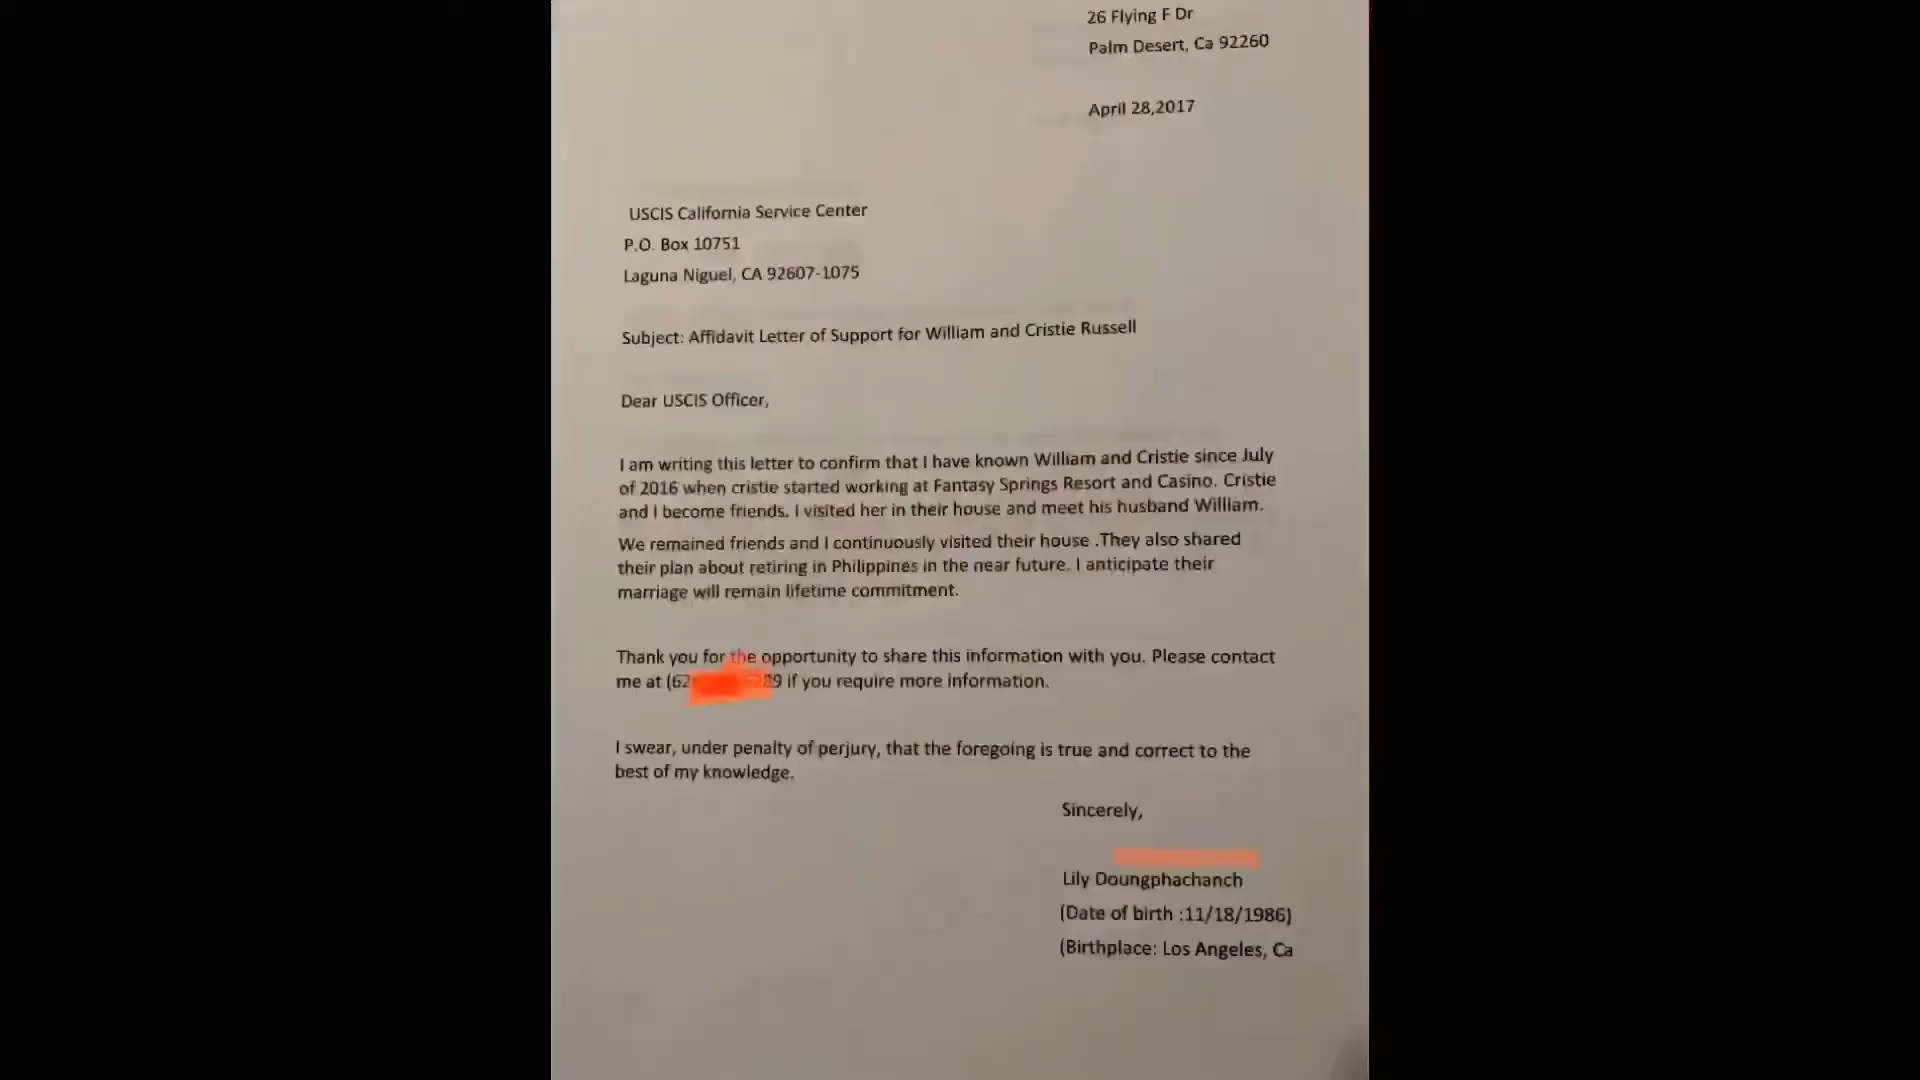 26 Flying F Dr
Palm Desert, Ca 92260
April 28,2017
USCIS California Service Center
P.O. Box 10751
Laguna Niguel, CA 92607-1075
Subject: Affidavit Letter of Support for William and Cristie Russell
Dear USCIS Officer,
I am writing this letter to confirm that I have known William and Cristie since July
of 2016 when cristie started working at Fantasy Springs Resort and Casino. Cristie
and I become friends. I visited her in their house and meet his husband William.
We remained friends and I continuously visited their house .They also shared
their plan about retiring in Philippines in the near future. I anticipate their
marriage will remain lifetime commitment.
Thank you for the opportunity to share this information with you. Please contact
me at if you require more information.
I swear, under penalty of perjury, that the foregoing is true and correct to the
best of my knowledge.
Sincerely,
Lily Doungphachanch
(Date of birth :11/18/1986)
(Birthplace: Los Angeles, Ca